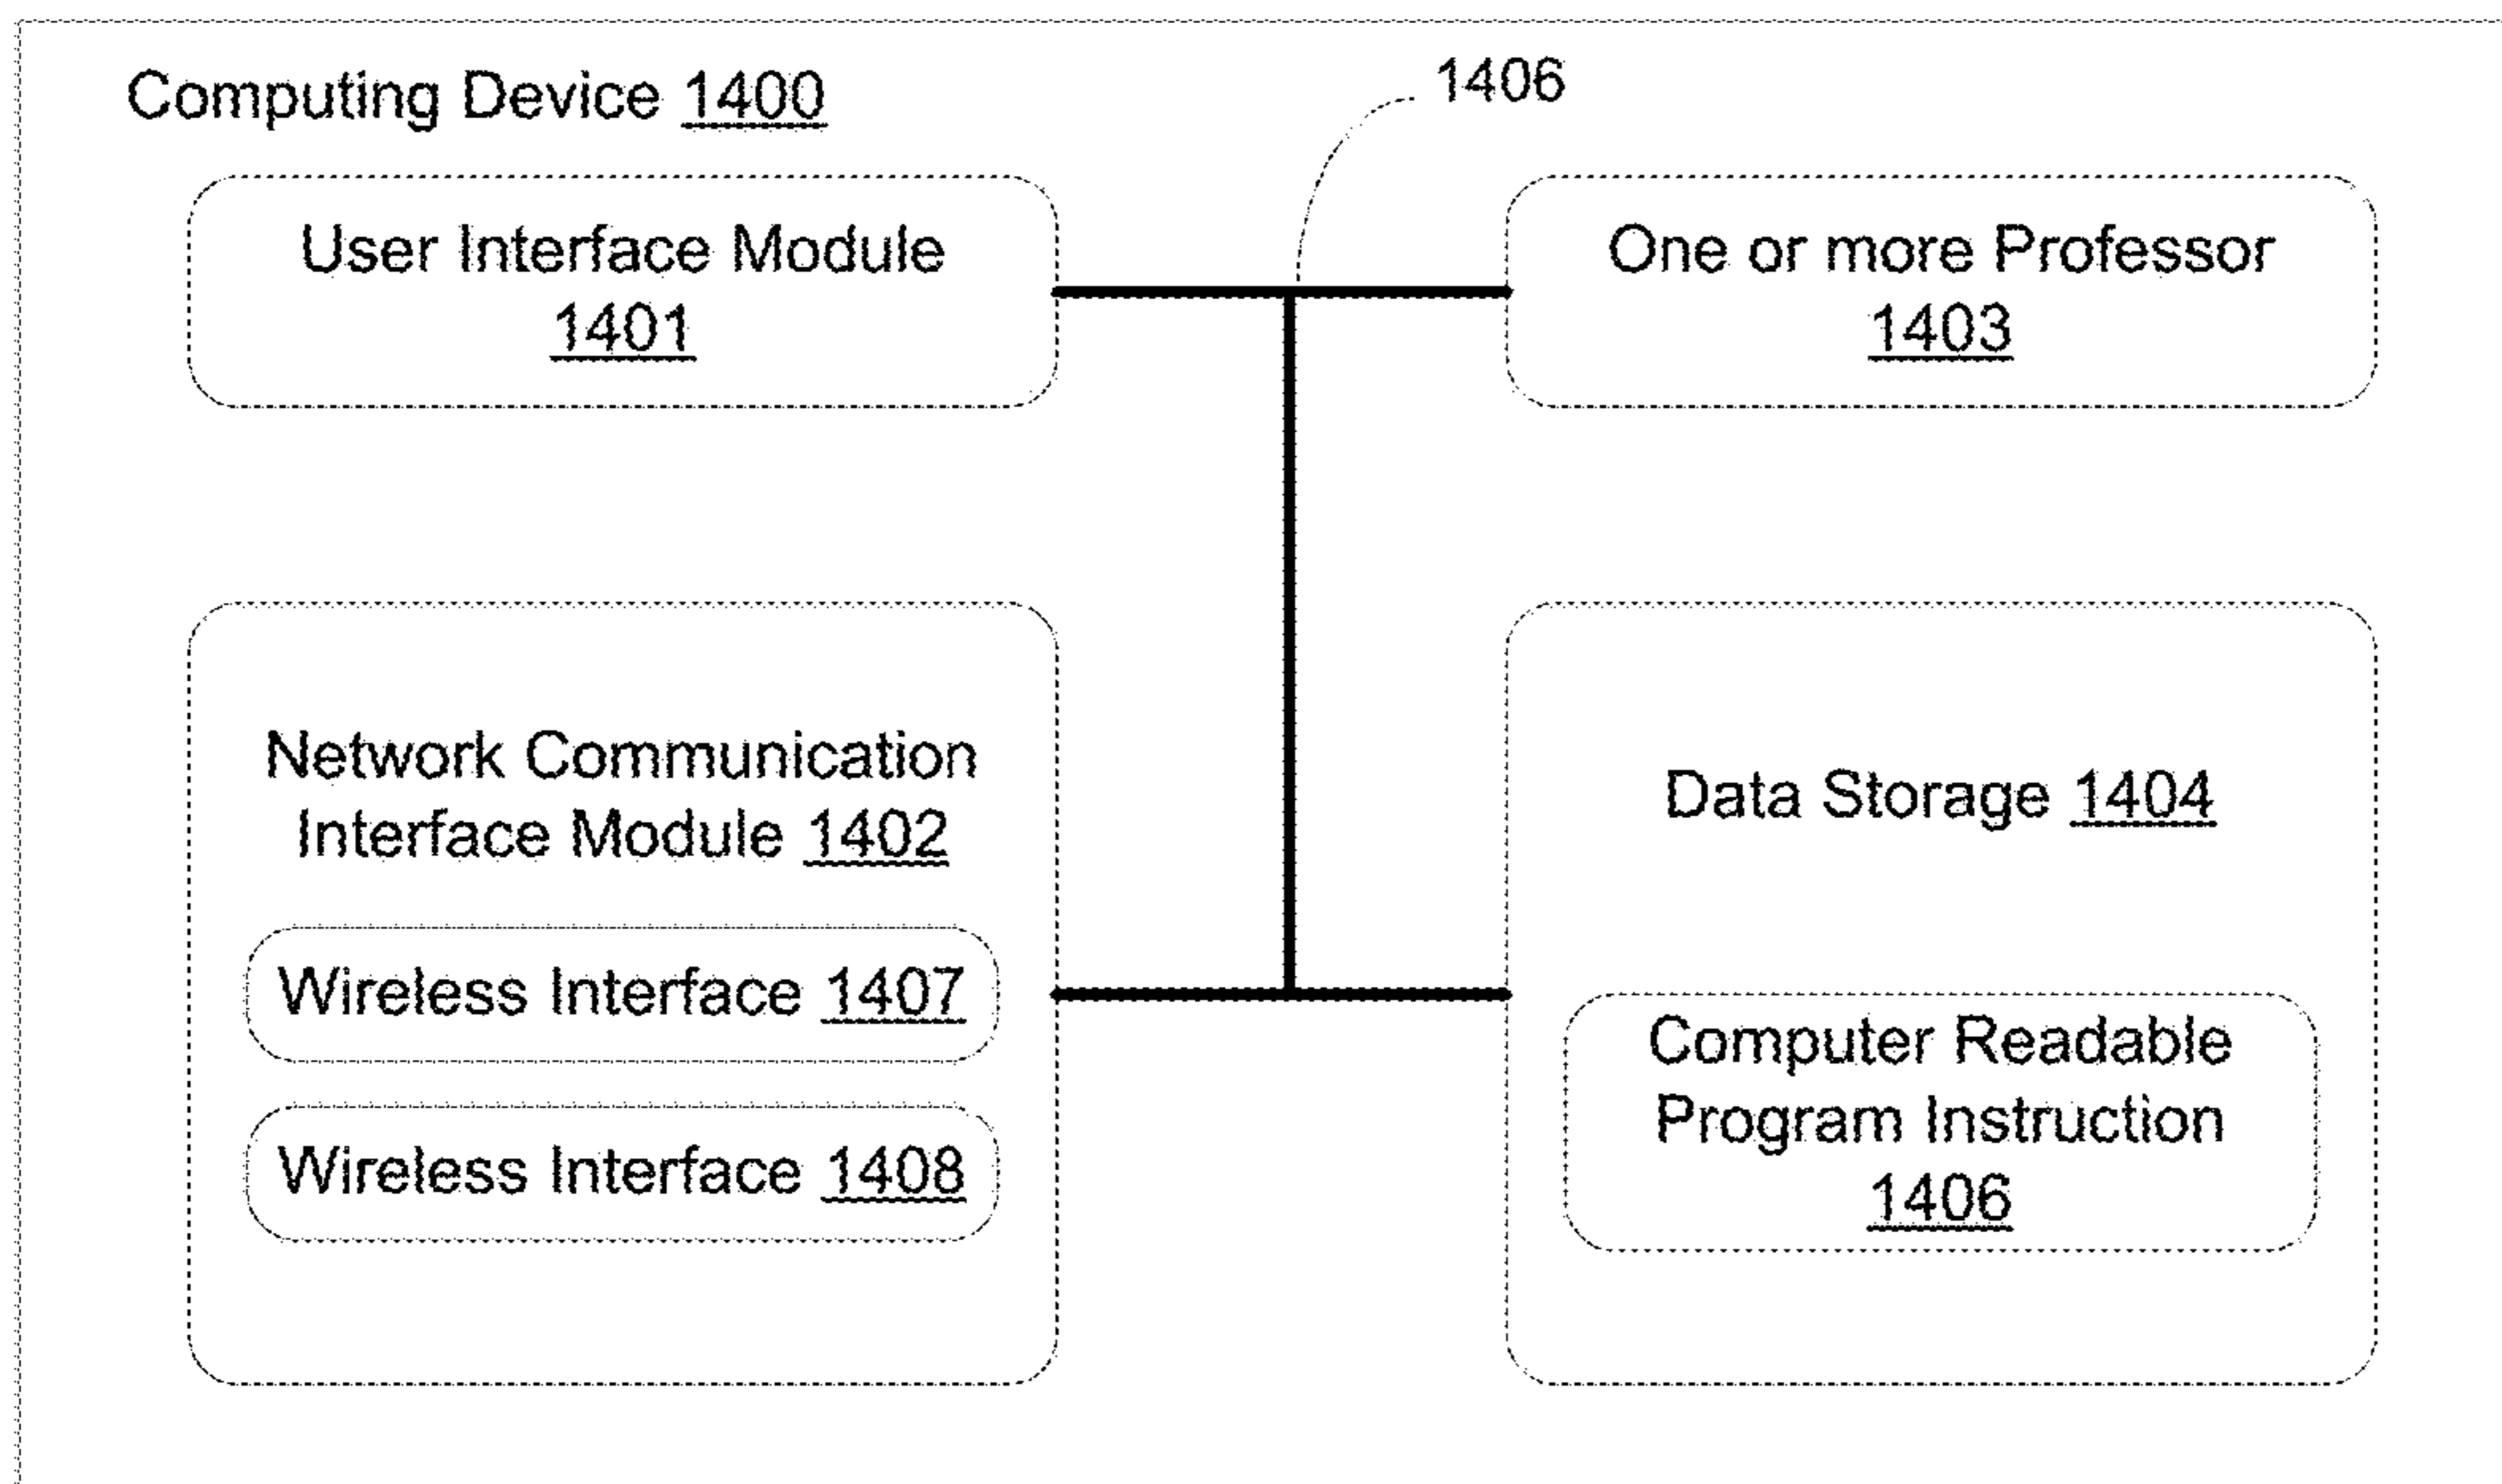 Computing Device 1400
1406
User Interface Module
1401
One or more Professor
1403
Network Communication
Interface Module 1402
Wireless Interface 1407
Wireless Interface 1408
Data Storage 1404
Computer Readable
Program Instruction
1406